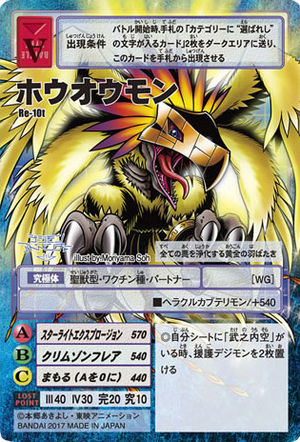 出現条件
バトル開始時、手札の「カテゴリーに“選ばれし”
の文字が入るカード」2枚をダークエリアに送り、
このカードを手札から出現させる
ホウオウモン
Re-10t
Illust by:Moriyama Soh
全ての毒を浄化する黄金の羽ばたき
究極体
聖獣型・ワクチン種・パートナー
[WG]
ヘラクルカブテリモン/+540
A スターライトエクスプロージョン 570
B クリムゾンフレア 540
C まもる(Aを0に) 440
◎自分シートに「武之内空」が
いる時、援護デジモンを2枚置
ける
LOST POINT Ⅲ40 Ⅳ30 完20 究10
©本郷あきよし・東映アニメーション
BANDAI 2017 MADE IN JAPAN